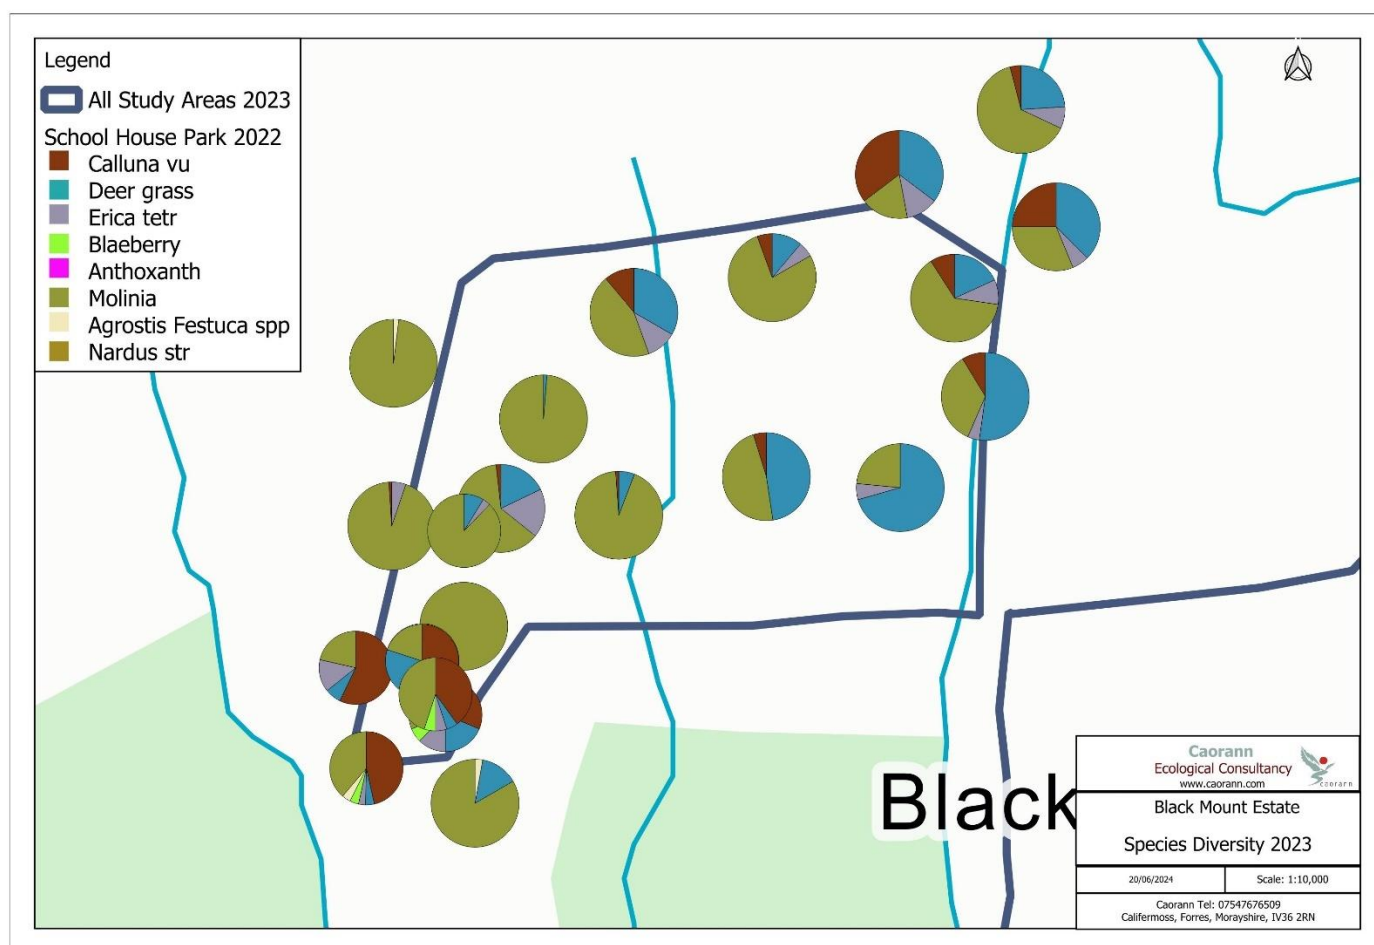 Legend
All Study Areas 2023
School House Park 2022
Calluna vu
Deer grass
Erica tetr
Blaeberry
Anthoxanth
Molinia
Agrostis Festuca spp
Nardus str
Black
Caorann
Ecological Consultancy
www.caorann.com
caorann
Black Mount Estate
Species Diversity 2023
20/06/2024
Scale: 1:10,000
Caorann Tel: 07547676509
Califermoss, Forres, Morayshire, IV36 2RN